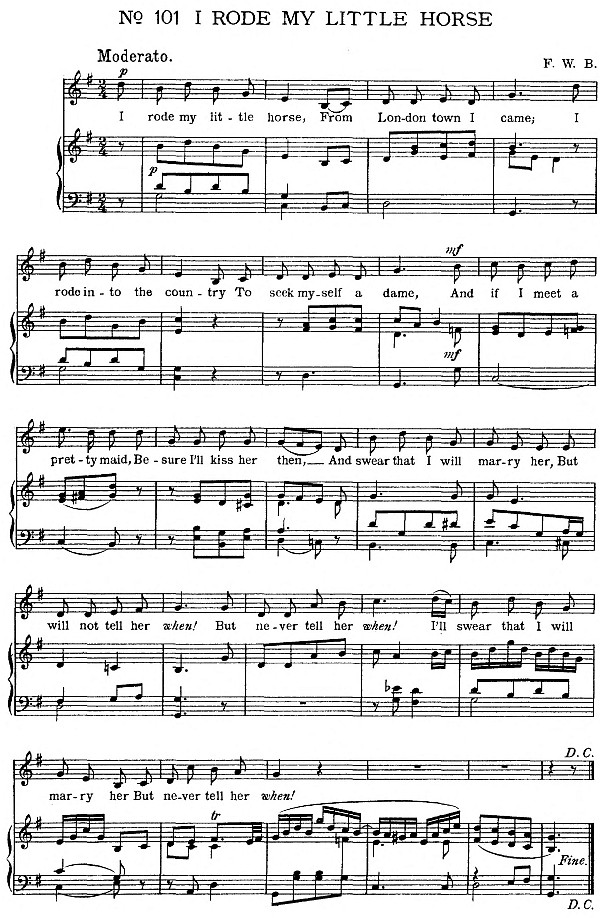 Nº 101 I RODE MY LITTLE HORSE
Moderato.
F. W. B.
p
I rode my lit-tle horse, From Lon-don town I came; I
p
mf
rode in-to the coun-try To seek my-self a dame, And if I meet a
mf
pret-ty maid, Be-sure I'll kiss her then,— And swear that I will mar-ry her, But
will not tell her when! But ne-ver tell her when! I'll swear that I will
D. C.
mar-ry her But ne-ver tell her when!
tr
Fine.
D. C.